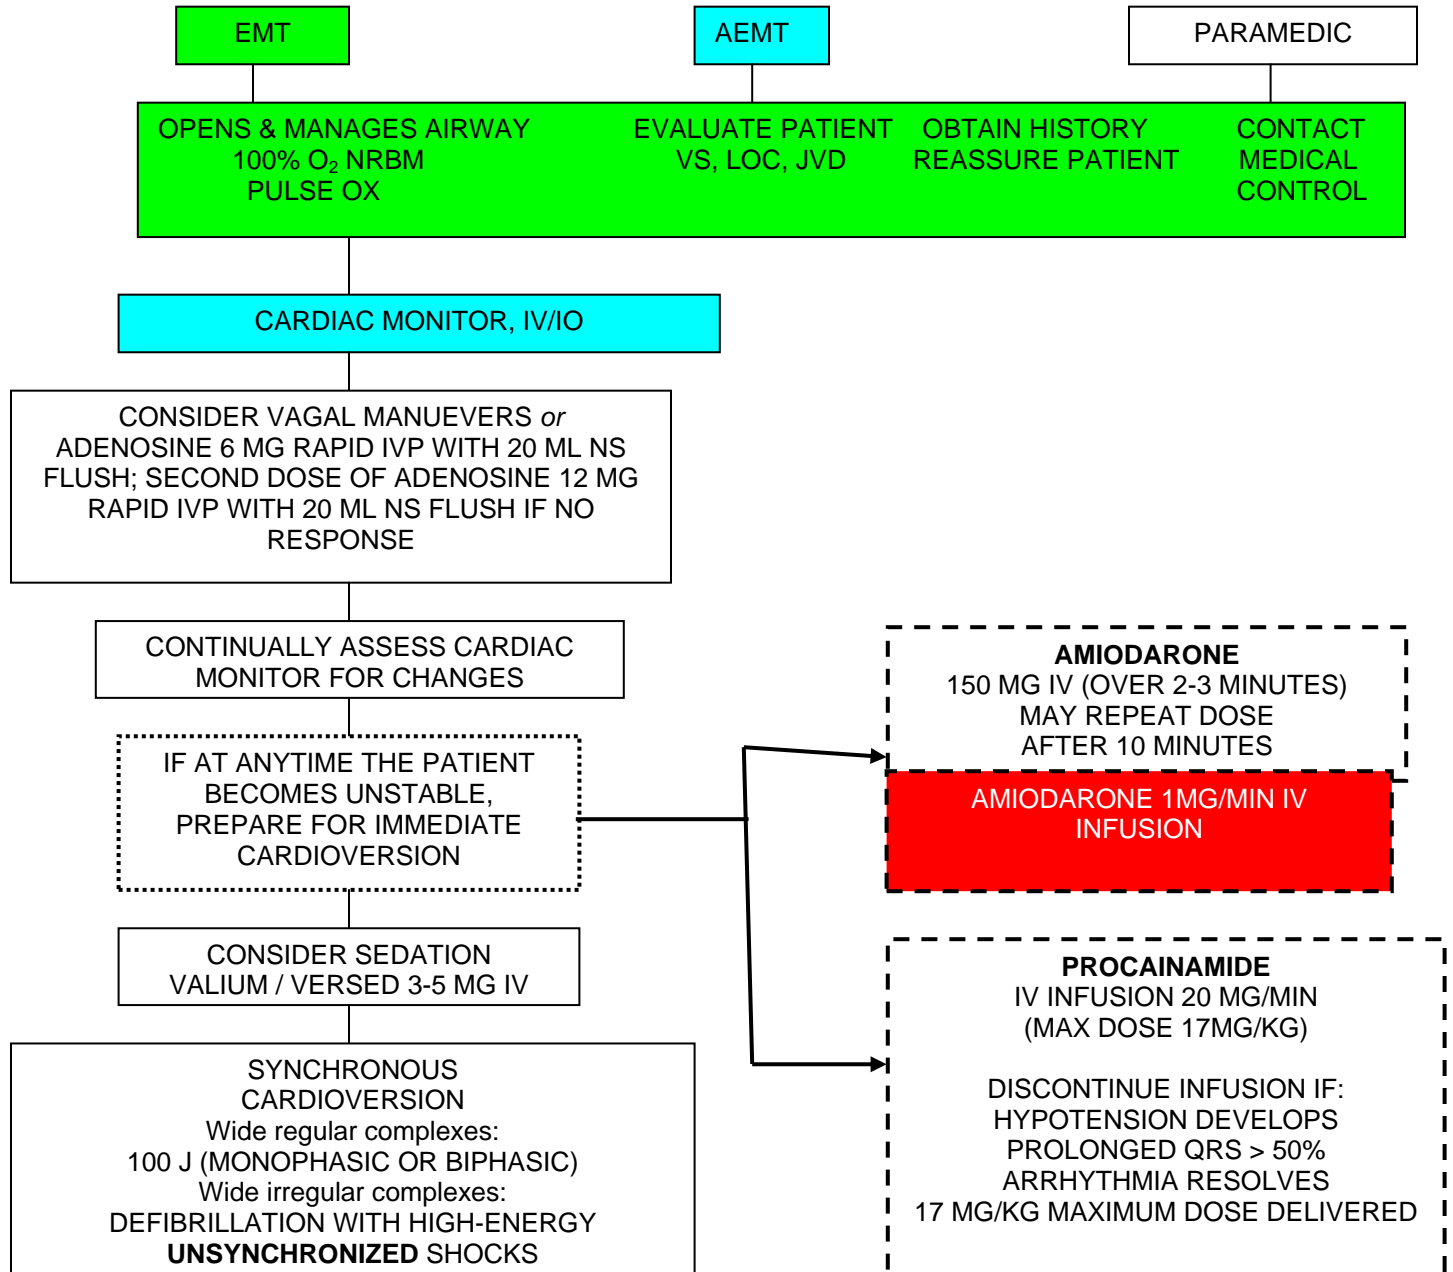 EMT
AEMT
PARAMEDIC
OPENS & MANAGES AIRWAY
100% O₂ NRBM
PULSE OX
EVALUATE PATIENT
VS, LOC, JVD
OBTAIN HISTORY
REASSURE PATIENT
CONTACT
MEDICAL
CONTROL
CARDIAC MONITOR, IV/IO
CONSIDER VAGAL MANUEVERS or
ADENOSINE 6 MG RAPID IVP WITH 20 ML NS
FLUSH; SECOND DOSE OF ADENOSINE 12 MG
RAPID IVP WITH 20 ML NS FLUSH IF NO
RESPONSE
CONTINUALLY ASSESS CARDIAC
MONITOR FOR CHANGES
IF AT ANYTIME THE PATIENT
BECOMES UNSTABLE,
PREPARE FOR IMMEDIATE
CARDIOVERSION
AMIODARONE
150 MG IV (OVER 2-3 MINUTES)
MAY REPEAT DOSE
AFTER 10 MINUTES
AMIODARONE 1MG/MIN IV
INFUSION
CONSIDER SEDATION
VALIUM / VERSED 3-5 MG IV
SYNCHRONOUS
CARDIOVERSION
Wide regular complexes:
100 J (MONOPHASIC OR BIPHASIC)
Wide irregular complexes:
DEFIBRILLATION WITH HIGH-ENERGY
UNSYNCHRONIZED SHOCKS
PROCAINAMIDE
IV INFUSION 20 MG/MIN
(MAX DOSE 17MG/KG)
DISCONTINUE INFUSION IF:
HYPOTENSION DEVELOPS
PROLONGED QRS > 50%
ARRHYTHMIA RESOLVES
17 MG/KG MAXIMUM DOSE DELIVERED